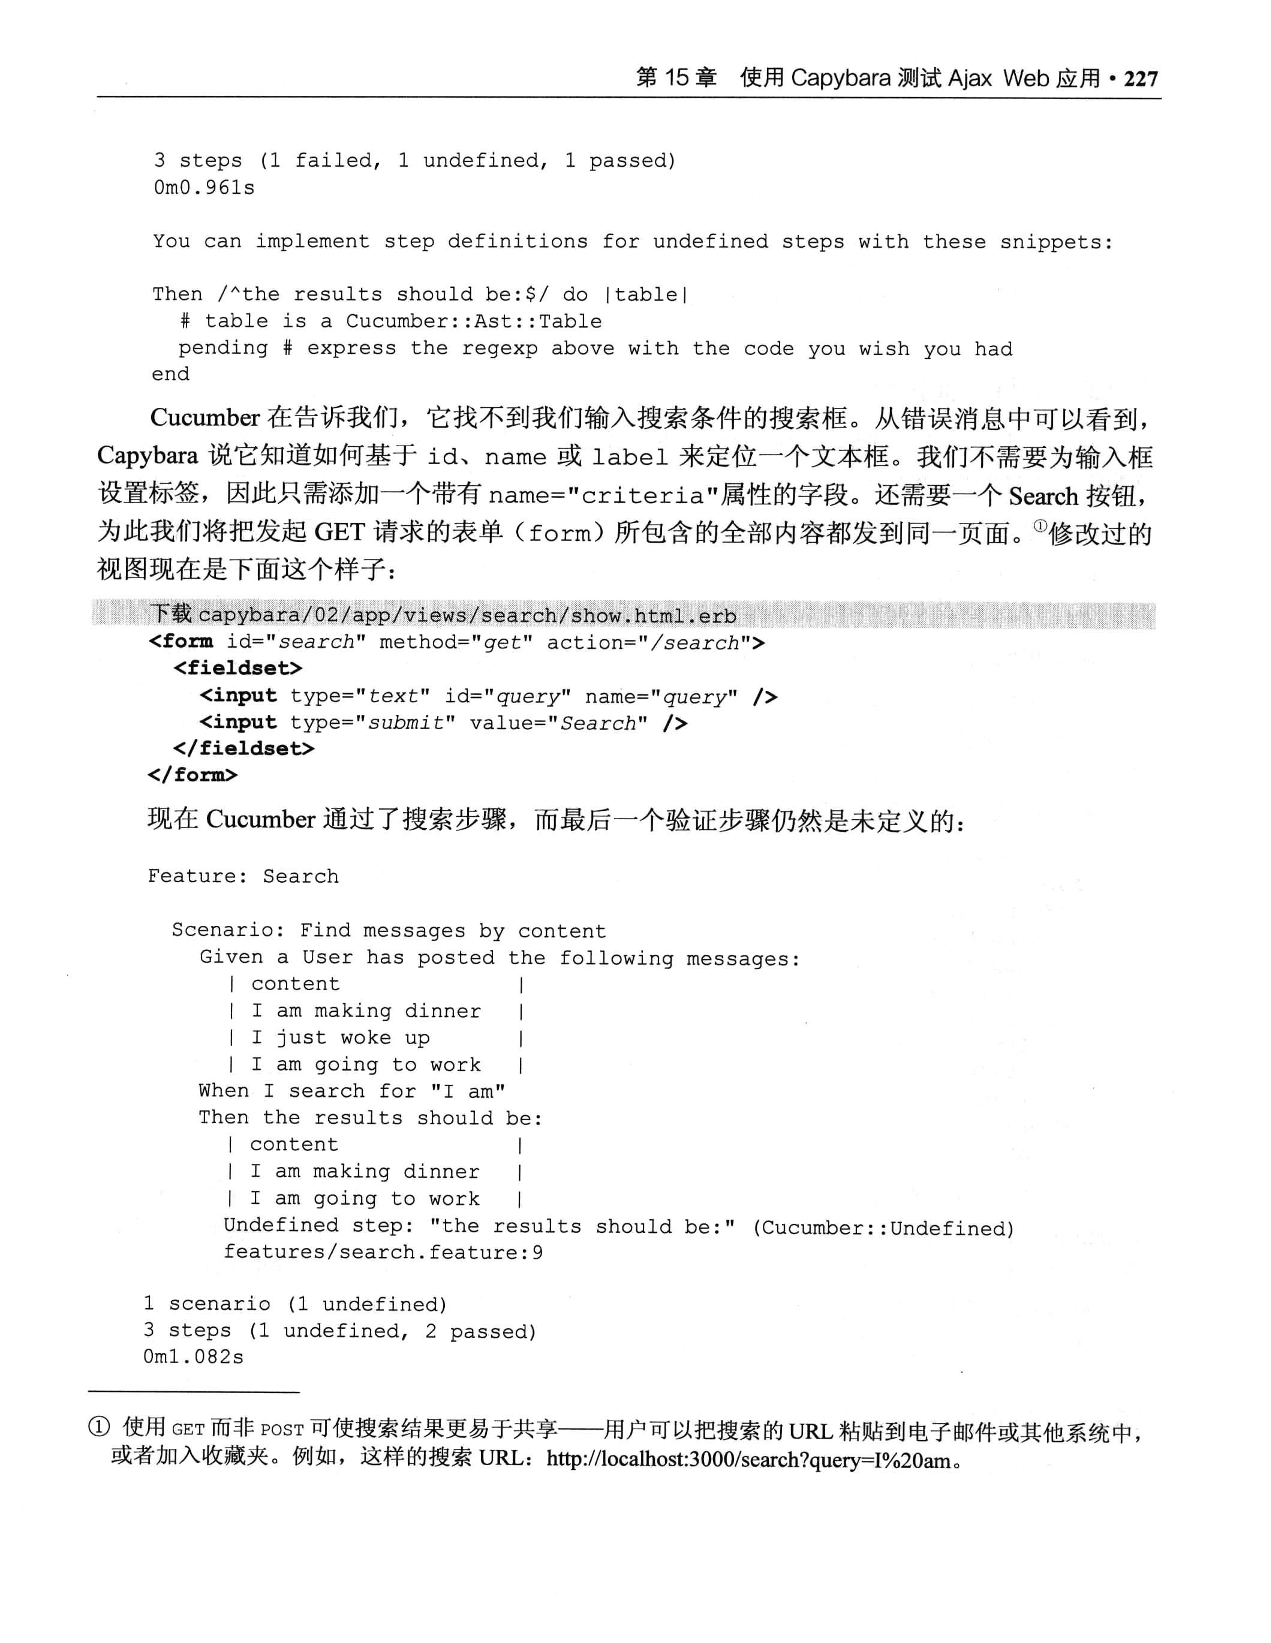 第 15 章　使用 Capybara 测试 Ajax Web 应用 • 227
3 steps (1 failed, 1 undefined, 1 passed)
0m0.961s
You can implement step definitions for undefined steps with these snippets:
Then /^the results should be:$/ do |table|
  # table is a Cucumber::Ast::Table
  pending # express the regexp above with the code you wish you had
end
Cucumber 在告诉我们，它找不到我们输入搜索条件的搜索框。从错误消息中可以看到，
Capybara 说它知道如何基于 id、name 或 label 来定位一个文本框。我们不需要为输入框
设置标签，因此只需添加一个带有 name="criteria"属性的字段。还需要一个 Search 按钮，
为此我们将把发起 GET 请求的表单（form）所包含的全部内容都发到同一页面。①修改过的
视图现在是下面这个样子：
下载 capybara/02/app/views/search/show.html.erb
<form id="search" method="get" action="/search">
  <fieldset>
    <input type="text" id="query" name="query" />
    <input type="submit" value="Search" />
  </fieldset>
</form>
现在 Cucumber 通过了搜索步骤，而最后一个验证步骤仍然是未定义的：
Feature: Search
  Scenario: Find messages by content
    Given a User has posted the following messages:
      | content              |
      | I am making dinner   |
      | I just woke up       |
      | I am going to work   |
    When I search for "I am"
    Then the results should be:
      | content              |
      | I am making dinner   |
      | I am going to work   |
      Undefined step: "the results should be:" (Cucumber::Undefined)
      features/search.feature:9
1 scenario (1 undefined)
3 steps (1 undefined, 2 passed)
0m1.082s
① 使用 GET 而非 POST 可使搜索结果更易于共享——用户可以把搜索的 URL 粘贴到电子邮件或其他系统中，
或者加入收藏夹。例如，这样的搜索 URL：http://localhost:3000/search?query=I%20am。